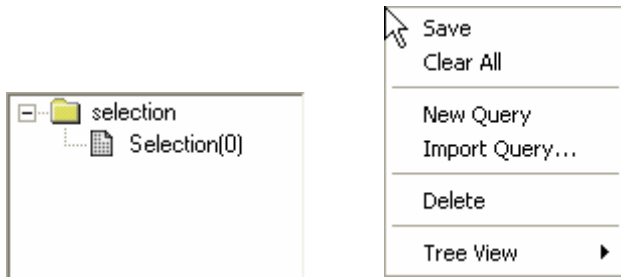 selection
Selection(0)
Save
Clear All
New Query
Import Query...
Delete
Tree View